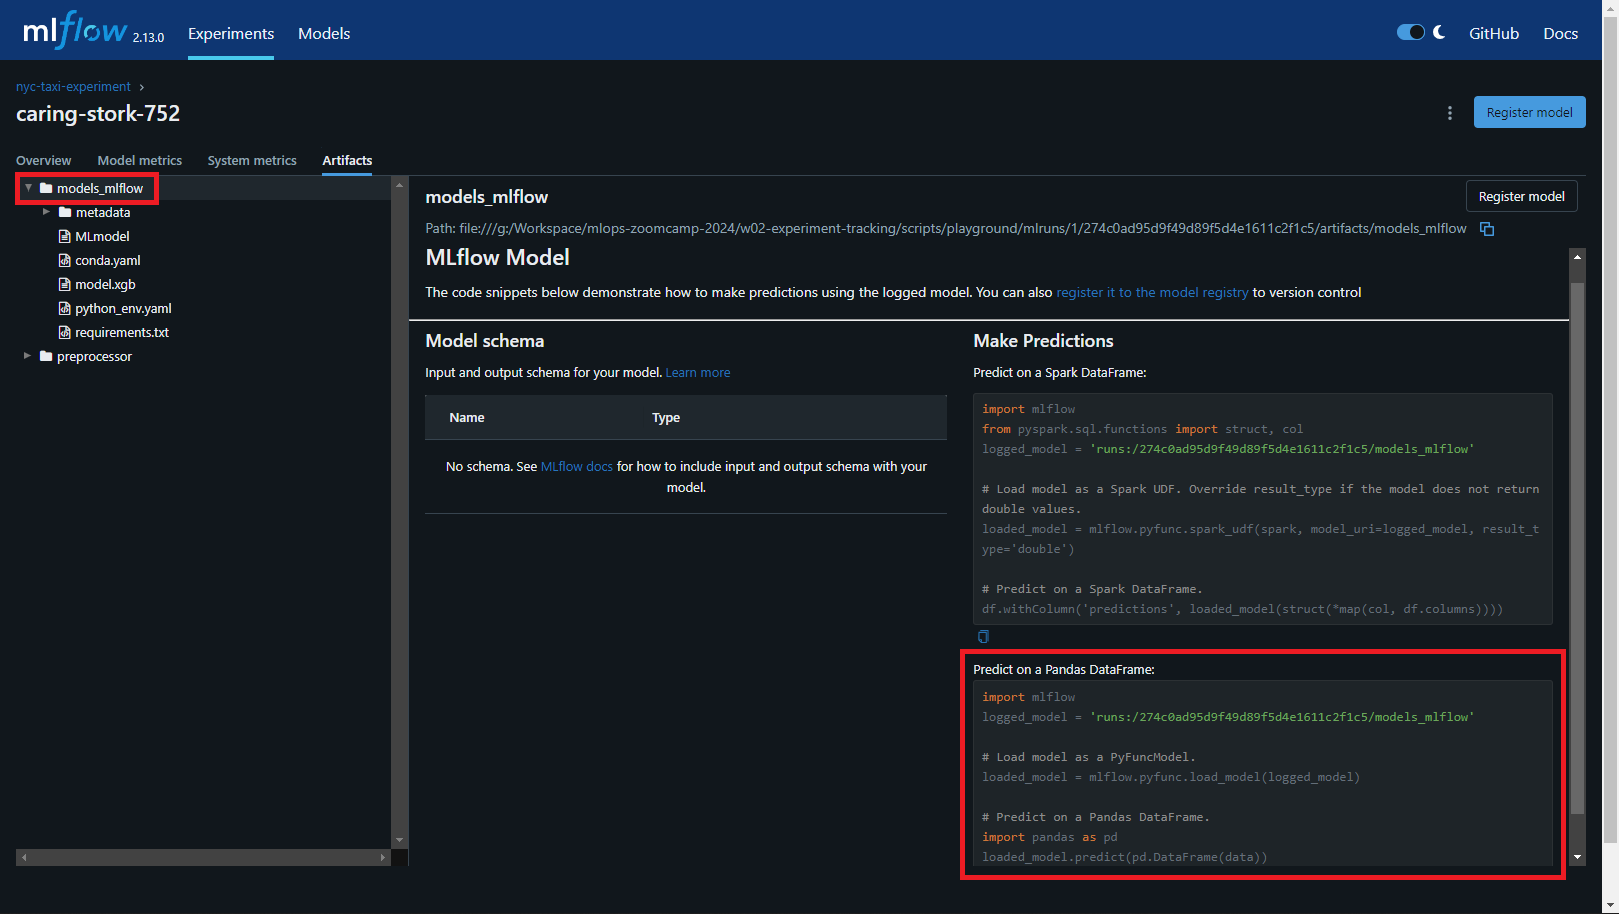 mlflow 2.13.0 Experiments Models GitHub Docs
nyc-taxi-experiment
caring-stork-752
Register model
Overview Model metrics System metrics Artifacts
models_mlflow
metadata
MLmodel
conda.yaml
model.xgb
python_env.yaml
requirements.txt
preprocessor
models_mlflow
Register model
Path: file:///g:/Workspace/mlops-zoomcamp-2024/w02-experiment-tracking/scripts/playground/mlruns/1/274c0ad95d9f49d89f5d4e1611c2f1c5/artifacts/models_mlflow
MLflow Model
The code snippets below demonstrate how to make predictions using the logged model. You can also register it to the model registry to version control
Model schema
Input and output schema for your model. Learn more
Name Type
No schema. See MLflow docs for how to include input and output schema with your
model.
Make Predictions
Predict on a Spark DataFrame:
import mlflow
from pyspark.sql.functions import struct, col
logged_model = 'runs:/274c0ad95d9f49d89f5d4e1611c2f1c5/models_mlflow'
# Load model as a Spark UDF. Override result_type if the model does not return
double values.
loaded_model = mlflow.pyfunc.spark_udf(spark, model_uri=logged_model, result_t
ype='double')
# Predict on a Spark DataFrame.
df.withColumn('predictions', loaded_model(struct(*map(col, df.columns))))
Predict on a Pandas DataFrame:
import mlflow
logged_model = 'runs:/274c0ad95d9f49d89f5d4e1611c2f1c5/models_mlflow'
# Load model as a PyFuncModel.
loaded_model = mlflow.pyfunc.load_model(logged_model)
# Predict on a Pandas DataFrame.
import pandas as pd
loaded_model.predict(pd.DataFrame(data))